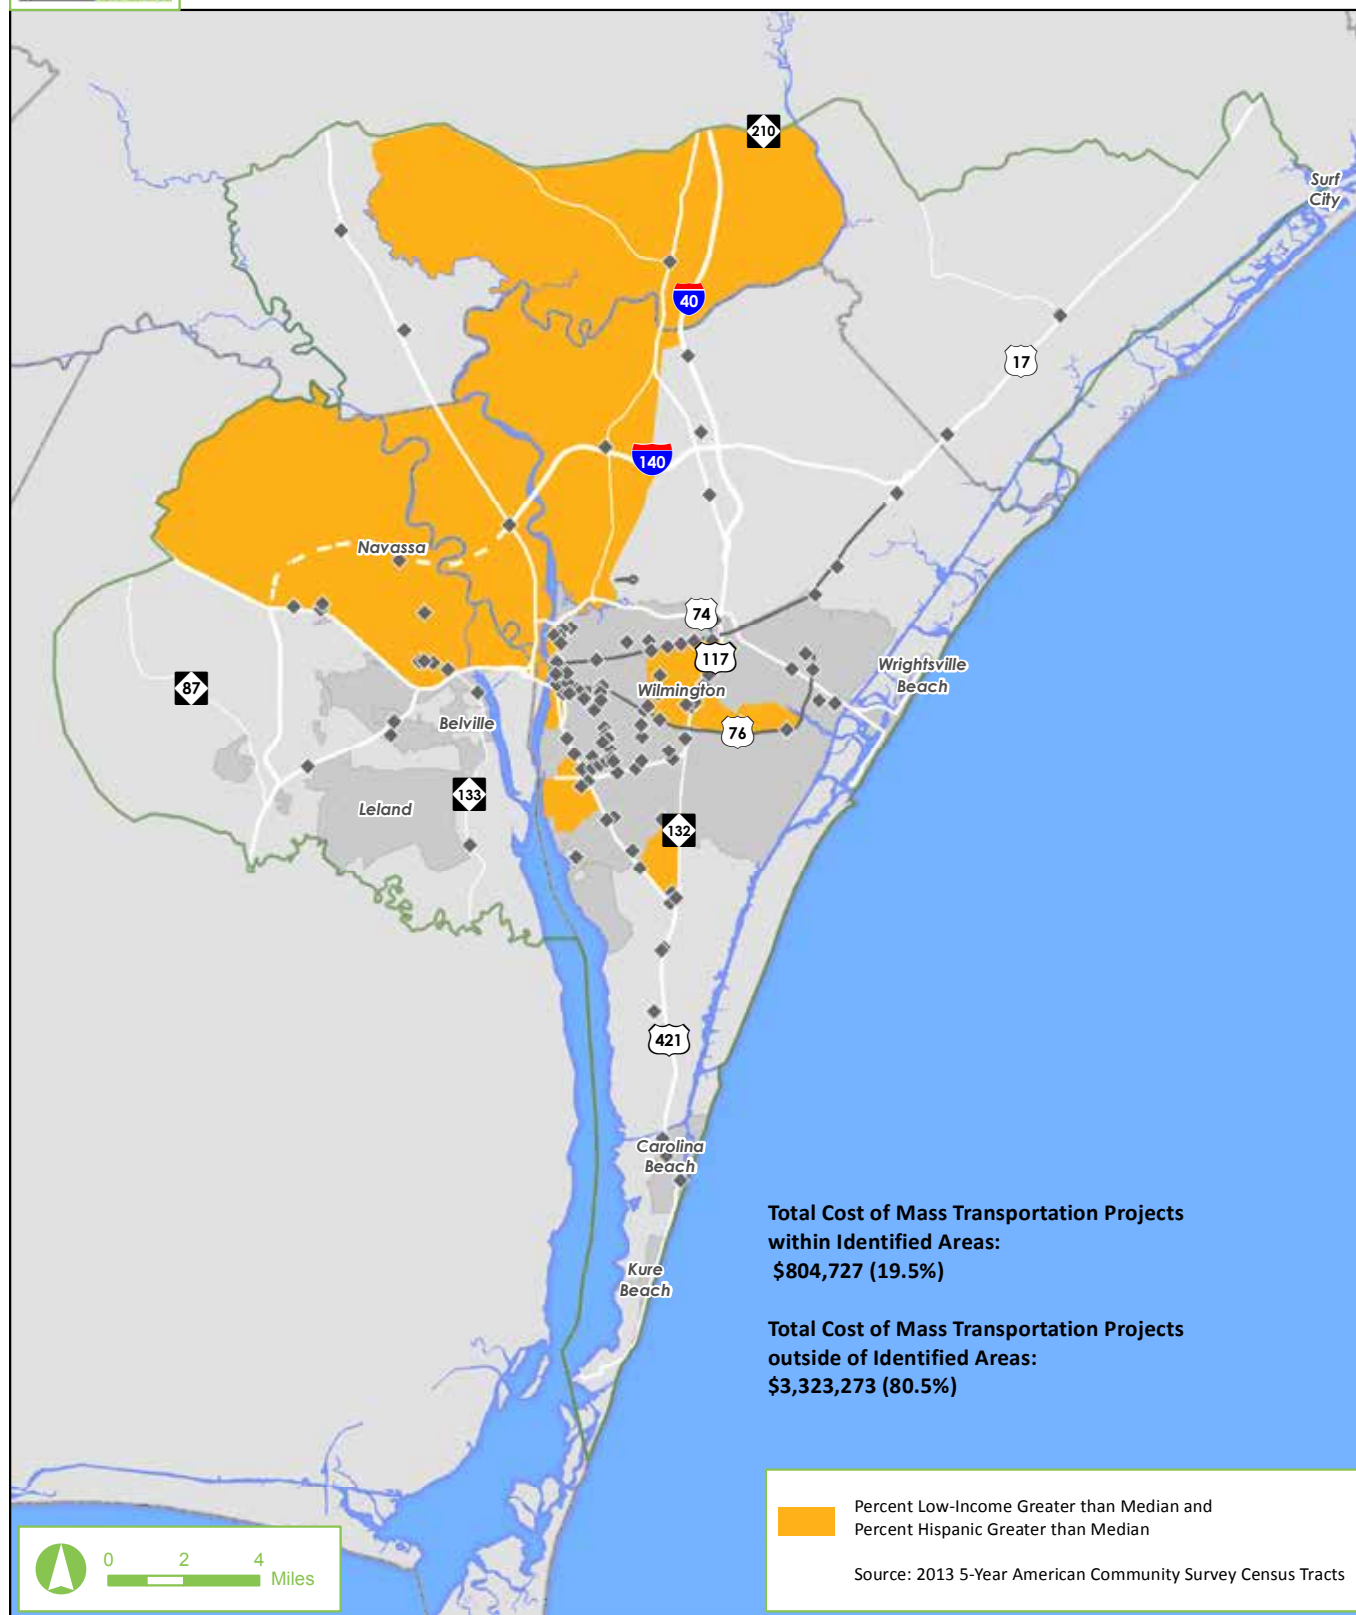 210
Surf
City
40
17
140
Navassa
74
117
Wrightsville
Beach
87
Wilmington
Belville
76
133
Leland
132
421
Carolina
Beach
Total Cost of Mass Transportation Projects
within Identified Areas:
$804,727 (19.5%)
Kure
Beach
Total Cost of Mass Transportation Projects
outside of Identified Areas:
$3,323,273 (80.5%)
Percent Low-Income Greater than Median and
Percent Hispanic Greater than Median
Source: 2013 5-Year American Community Survey Census Tracts
0 2 4
Miles